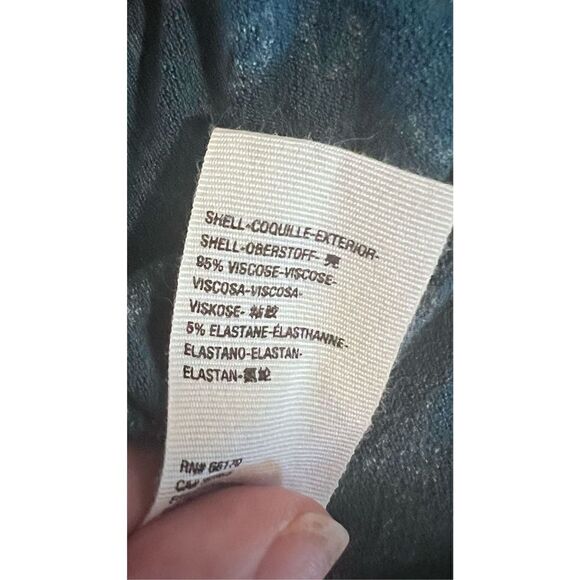 SHELL-COQUILLE-EXTERIOR-
SHELL-OBERSTOFF-
95% VISCOSE-VISCOSE-
VISCOSA-VISCOSA-
VISKOSE-
5% ELASTANE-ÉLASTHANNE-
ELASTANO-ELASTAN-
ELASTAN-
RN#